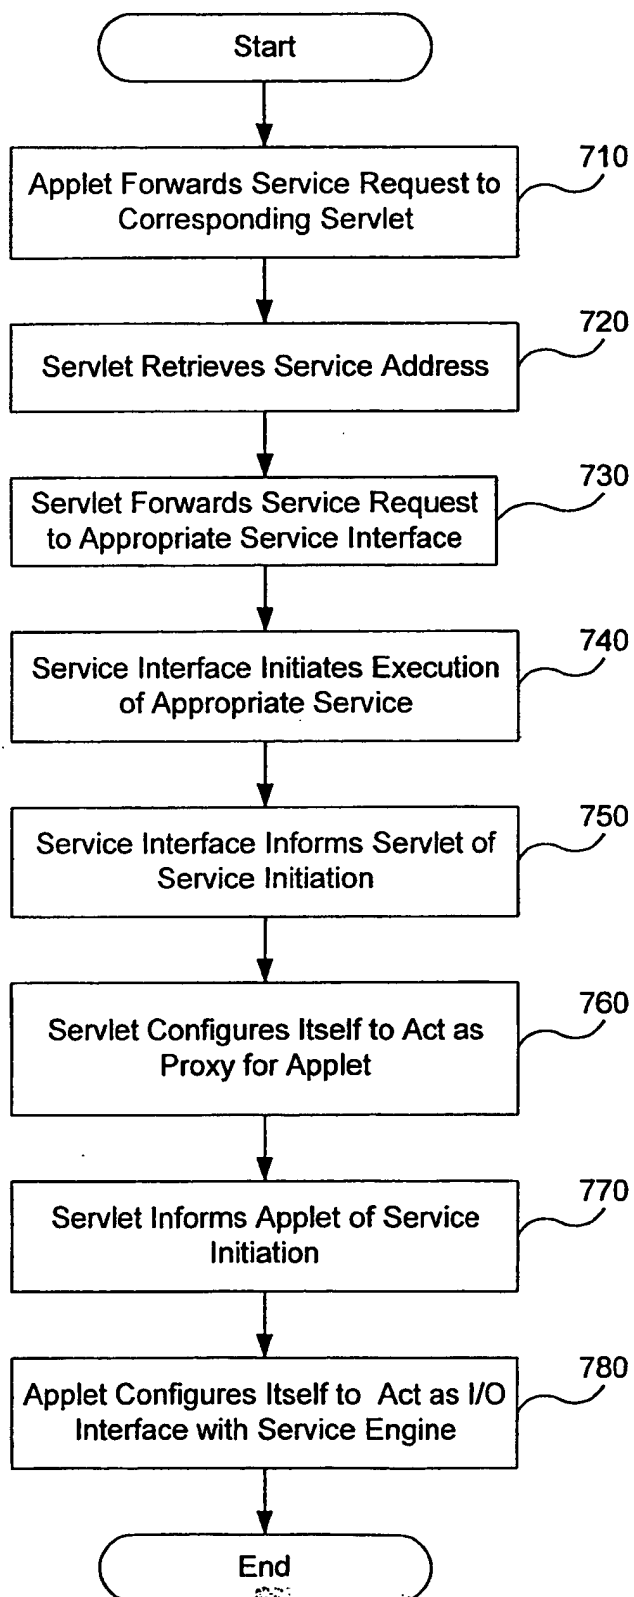 Start
710
Applet Forwards Service Request to
Corresponding Servlet
720
Servlet Retrieves Service Address
730
Servlet Forwards Service Request
to Appropriate Service Interface
740
Service Interface Initiates Execution
of Appropriate Service
750
Service Interface Informs Servlet of
Service Initiation
760
Servlet Configures Itself to Act as
Proxy for Applet
770
Servlet Informs Applet of Service
Initiation
780
Applet Configures Itself to Act as I/O
Interface with Service Engine
End